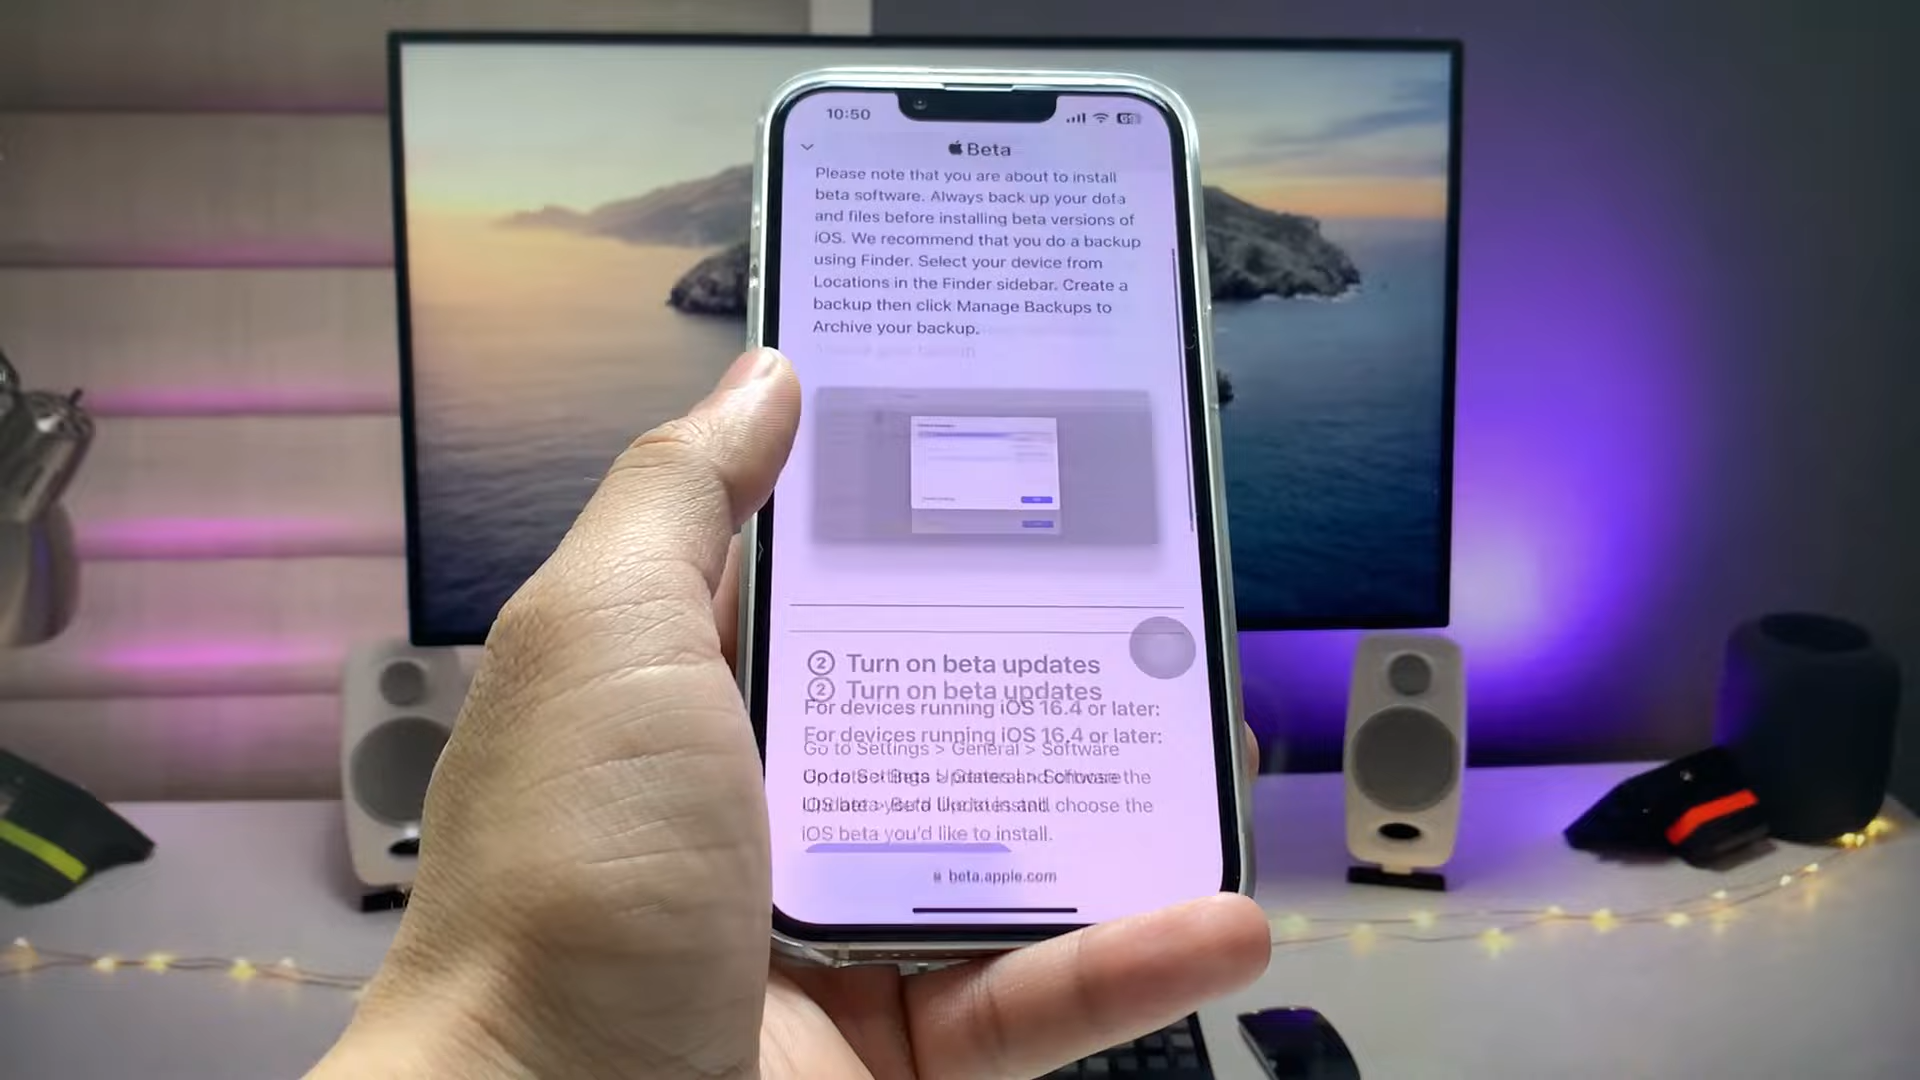 10:50
Beta
Please note that you are about to install
beta software. Always back up your data
and files before installing beta versions of
iOS. We recommend that you do a backup
using Finder. Select your device from
Locations in the Finder sidebar. Create a
backup then click Manage Backups to
Archive your backup.
2 Turn on beta updates
2 Turn on beta updates
For devices running iOS 16.4 or later:
For devices running iOS 16.4 or later:
Go to Settings > General > Software
choose the
iOS beta you'd like to install.
beta.apple.com